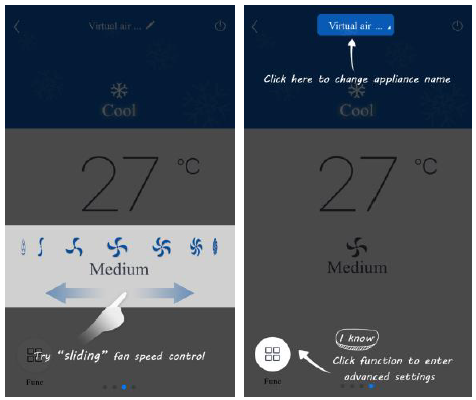 Virtual air ...
Cool
27 °C
Medium
Try "sliding" fan speed control
Func
Virtual air ...
Click here to change appliance name
Cool
27 °C
Medium
I know
Click function to enter
advanced settings
Func